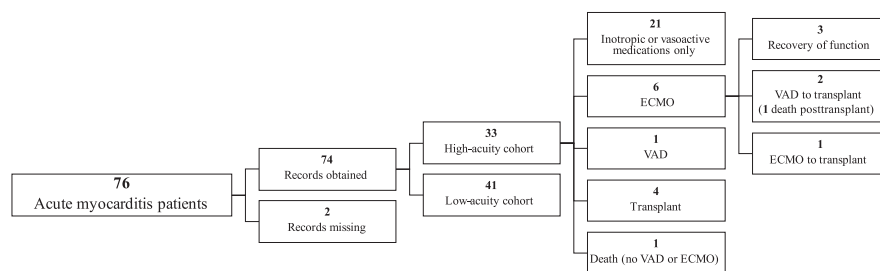 76
Acute myocarditis patients
74
Records obtained
2
Records missing
33
High-acuity cohort
41
Low-acuity cohort
21
Inotropic or vasoactive
medications only
6
ECMO
1
VAD
4
Transplant
1
Death (no VAD or ECMO)
3
Recovery of function
2
VAD to transplant
(1 death posttransplant)
1
ECMO to transplant